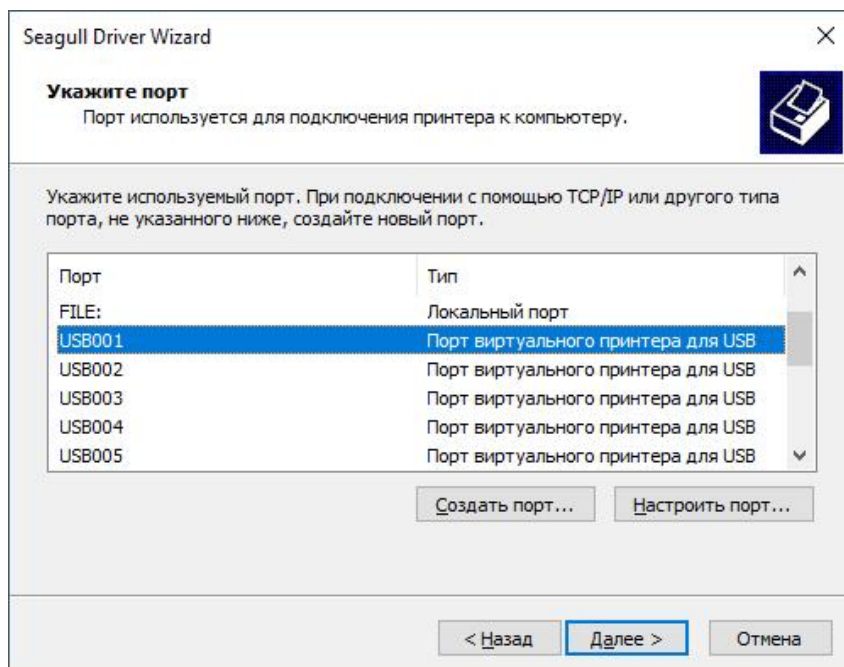 Seagull Driver Wizard
Укажите порт
Порт используется для подключения принтера к компьютеру.
Укажите используемый порт. При подключении с помощью TCP/IP или другого типа
порта, не указанного ниже, создайте новый порт.
Порт Тип
FILE: Локальный порт
USB001 Порт виртуального принтера для USB
USB002 Порт виртуального принтера для USB
USB003 Порт виртуального принтера для USB
USB004 Порт виртуального принтера для USB
USB005 Порт виртуального принтера для USB
Создать порт... Настроить порт...
< Назад Далее > Отмена